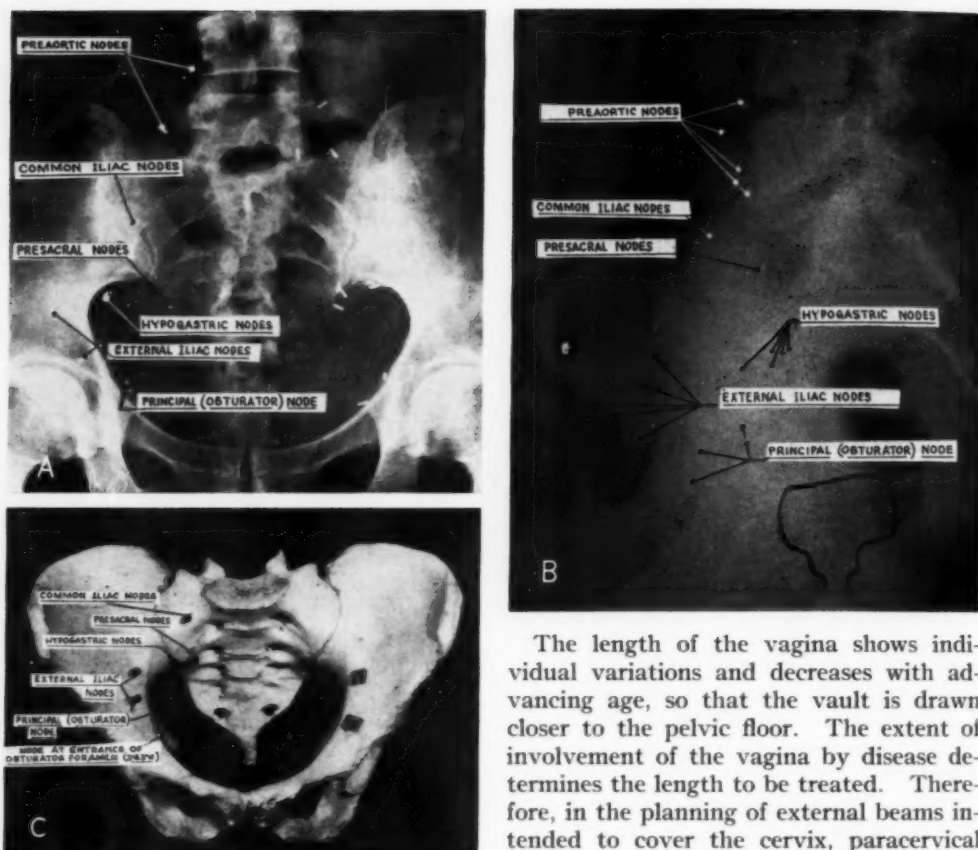 PREAORTIC NODES
COMMON ILIAC NODES
PRESACRAL NODES
HYPOGASTRIC NODES
EXTERNAL ILIAC NODES
PRINCIPAL (OBTURATOR) NODE
A
PREAORTIC NODES
COMMON ILIAC NODES
PRESACRAL NODES
HYPOGASTRIC NODES
EXTERNAL ILIAC NODES
PRINCIPAL (OBTURATOR) NODE
B
COMMON ILIAC NODES
PRESACRAL NODES
HYPOGASTRIC NODES
EXTERNAL ILIAC
NODES
PRINCIPAL (OBTURATOR)
NODE
NODE AT ENTRANCE OF
OBTURATOR FORAMEN
C
The length of the vagina shows indi-
vidual variations and decreases with ad-
vancing age, so that the vault is drawn
closer to the pelvic floor. The extent of
involvement of the vagina by disease de-
termines the length to be treated. There-
fore, in the planning of external beams in-
tended to cover the cervix, paracervical